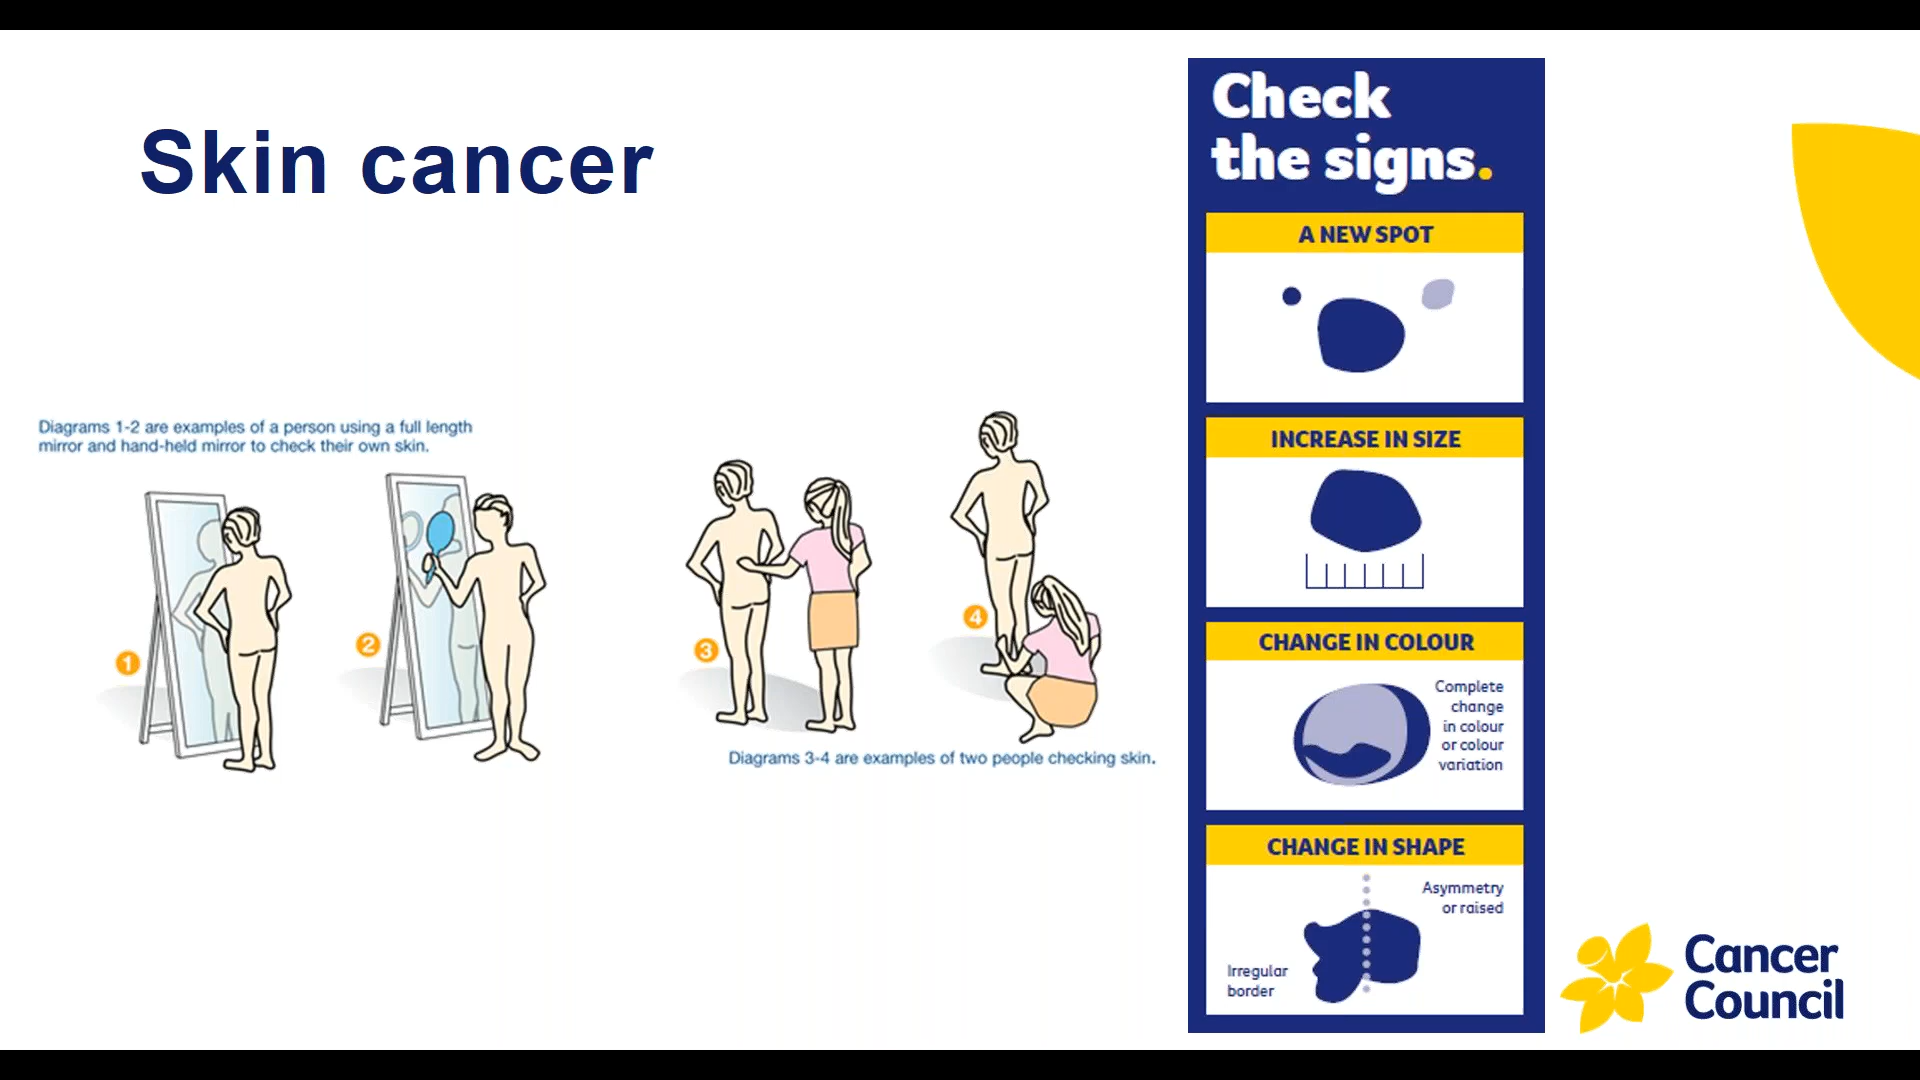 Skin cancer
Diagrams 1-2 are examples of a person using a full length
mirror and hand-held mirror to check their own skin.
1
2
3
4
Diagrams 3-4 are examples of two people checking skin.
Check
the signs.
A NEW SPOT
INCREASE IN SIZE
CHANGE IN COLOUR
Complete
change
in colour
or colour
variation
CHANGE IN SHAPE
Asymmetry
or raised
Irregular
border
Cancer
Council